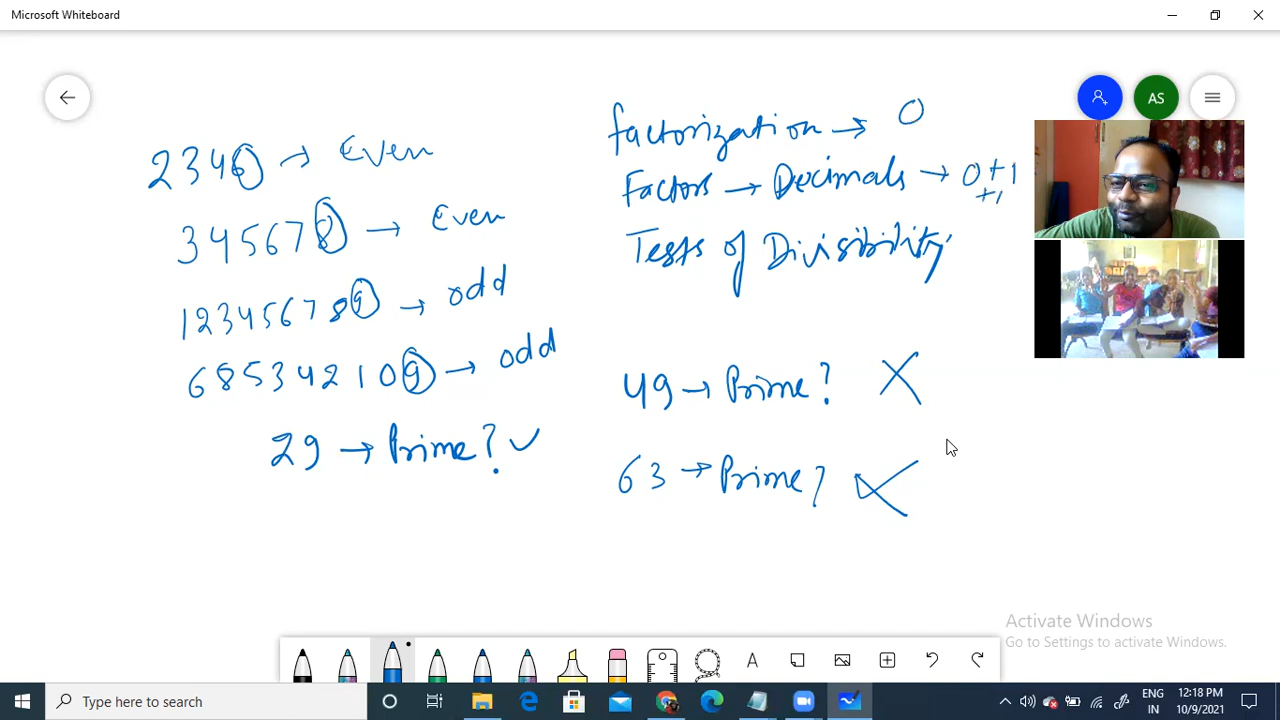 Microsoft Whiteboard
AS
2346 → Even
345678 → Even
123456789 → odd
685342109 → odd
29 → Prime? ✓
factorization → 0
Factors → Decimals → 0+1
+1
Tests of Divisibility
49 → Prime? X
63 → Prime? X
A
Activate Windows
Go to Settings to activate Windows.
Type here to search
ENG
IN
12:18 PM
10/9/2021